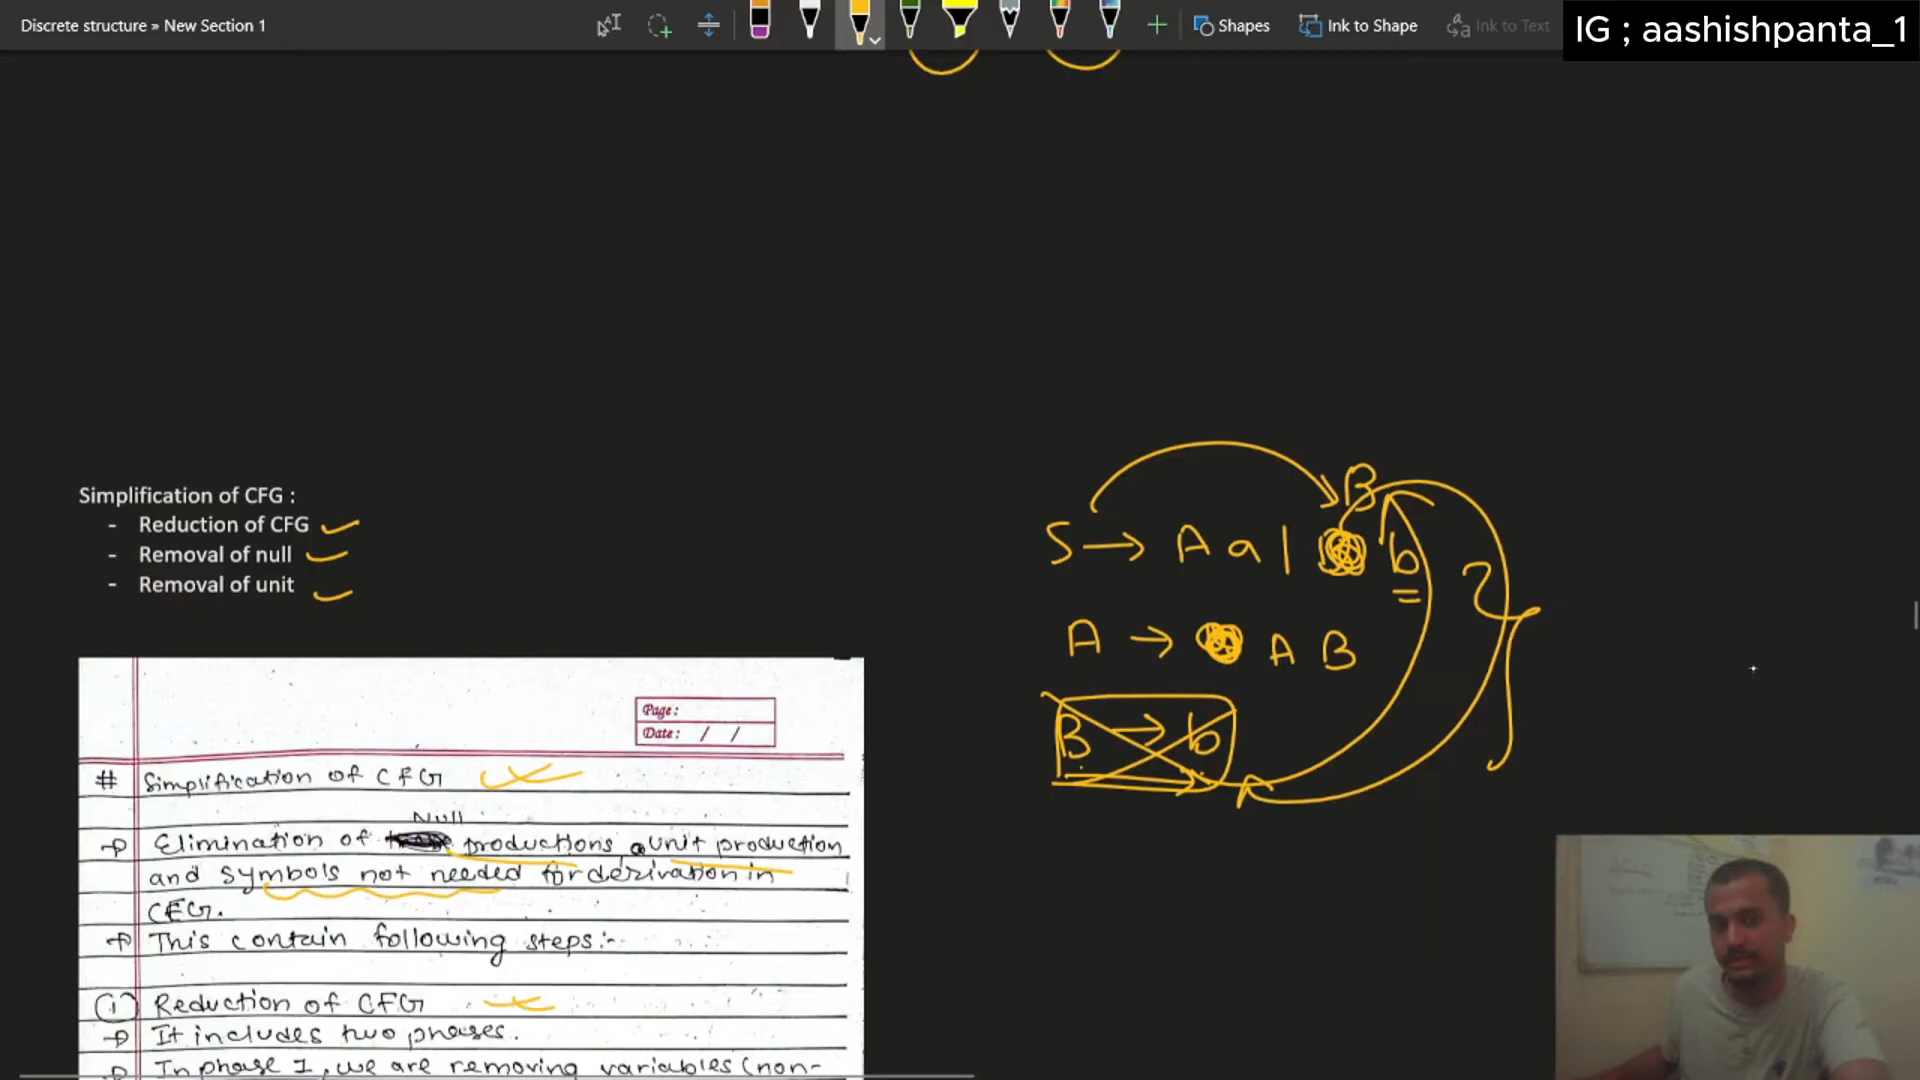 Discrete structure » New Section 1
Shapes
Ink to Shape
Ink to Text
IG ; aashishpanta_1
Simplification of CFG :
- Reduction of CFG
- Removal of null
- Removal of unit
B
S → A a | b
A → A B
B → b
Page:
Date: / /
# Simplification of CFG
Null
→ Elimination of productions, unit production
and symbols not needed for derivation in
CFG.
→ This contain following steps:-
① Reduction of CFG
→ It includes two phases.
→ In phase I, we are removing variables (non-